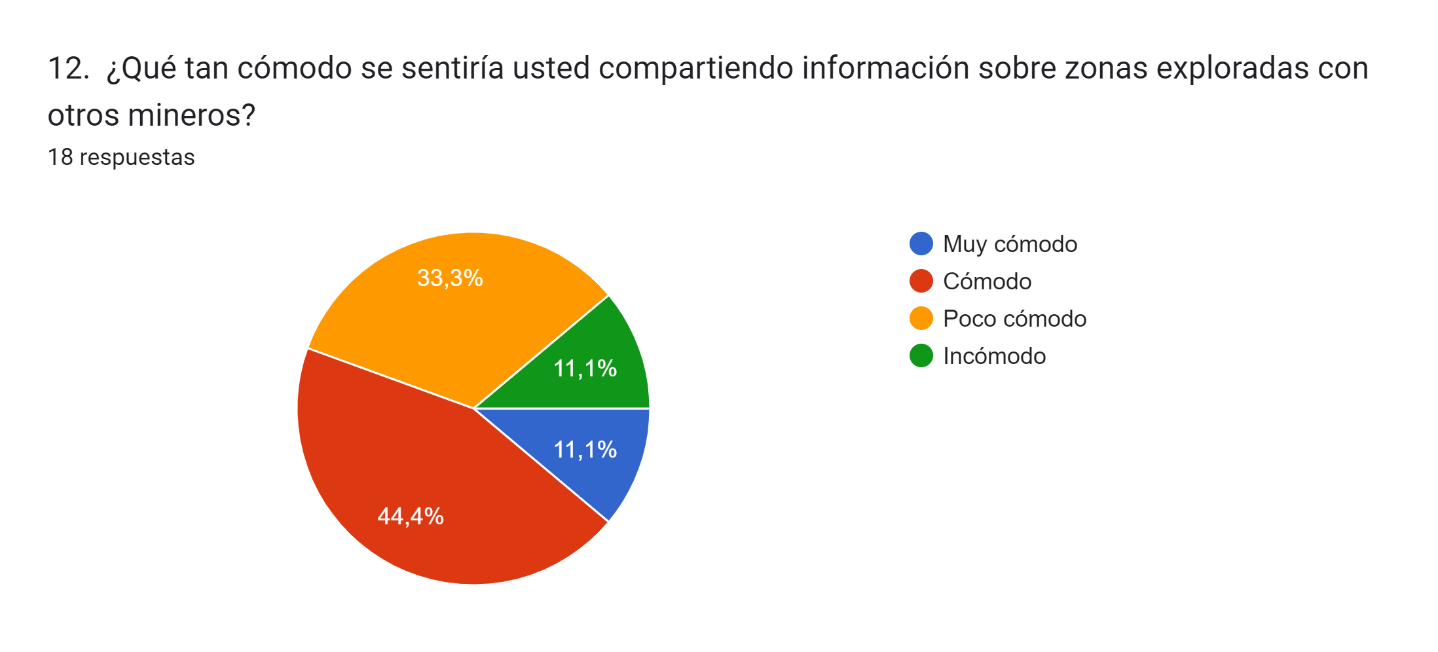 12. ¿Qué tan cómodo se sentiría usted compartiendo información sobre zonas exploradas con
otros mineros?
18 respuestas
33,3%
11,1%
11,1%
44,4%
Muy cómodo
Cómodo
Poco cómodo
Incómodo